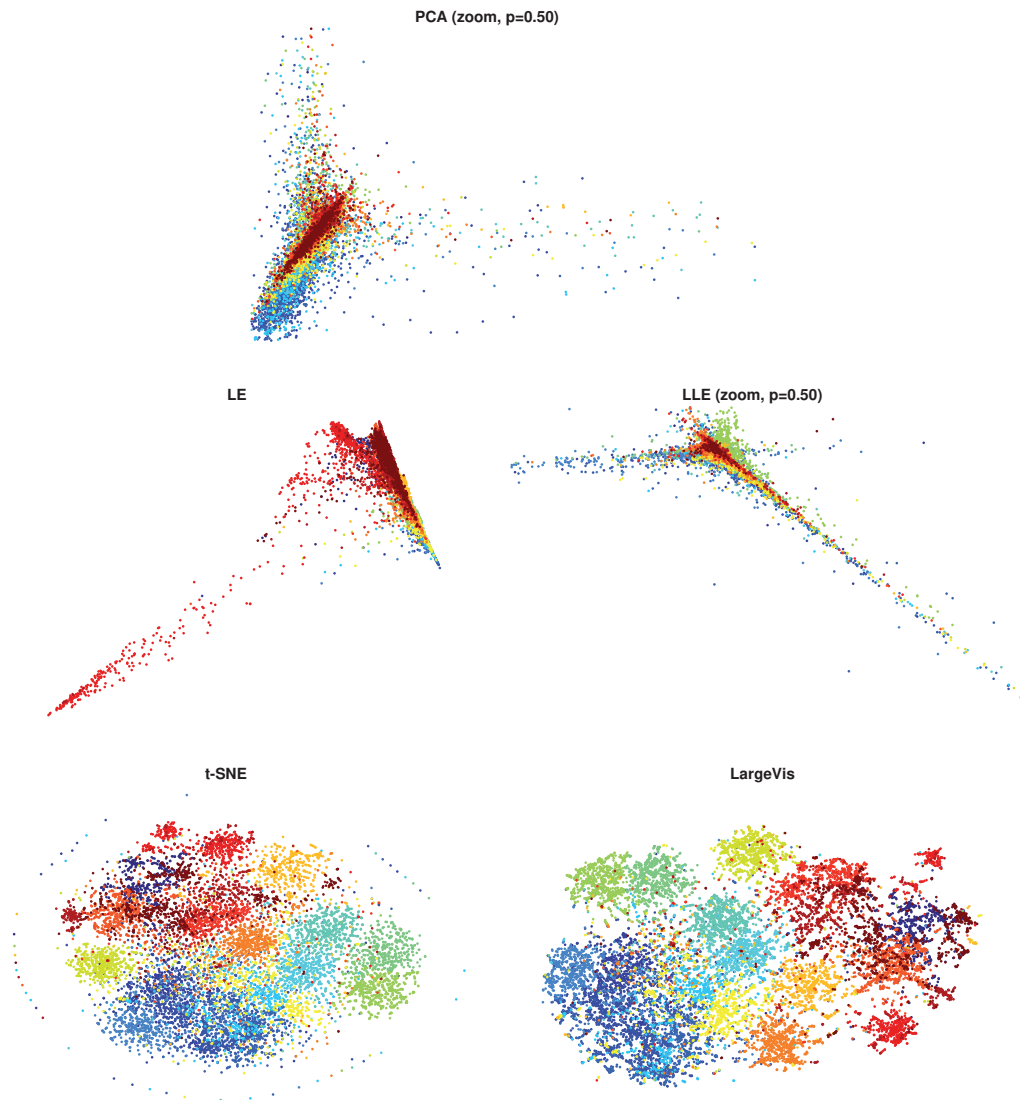 PCA (zoom, p=0.50)
LE
LLE (zoom, p=0.50)
t-SNE
LargeVis